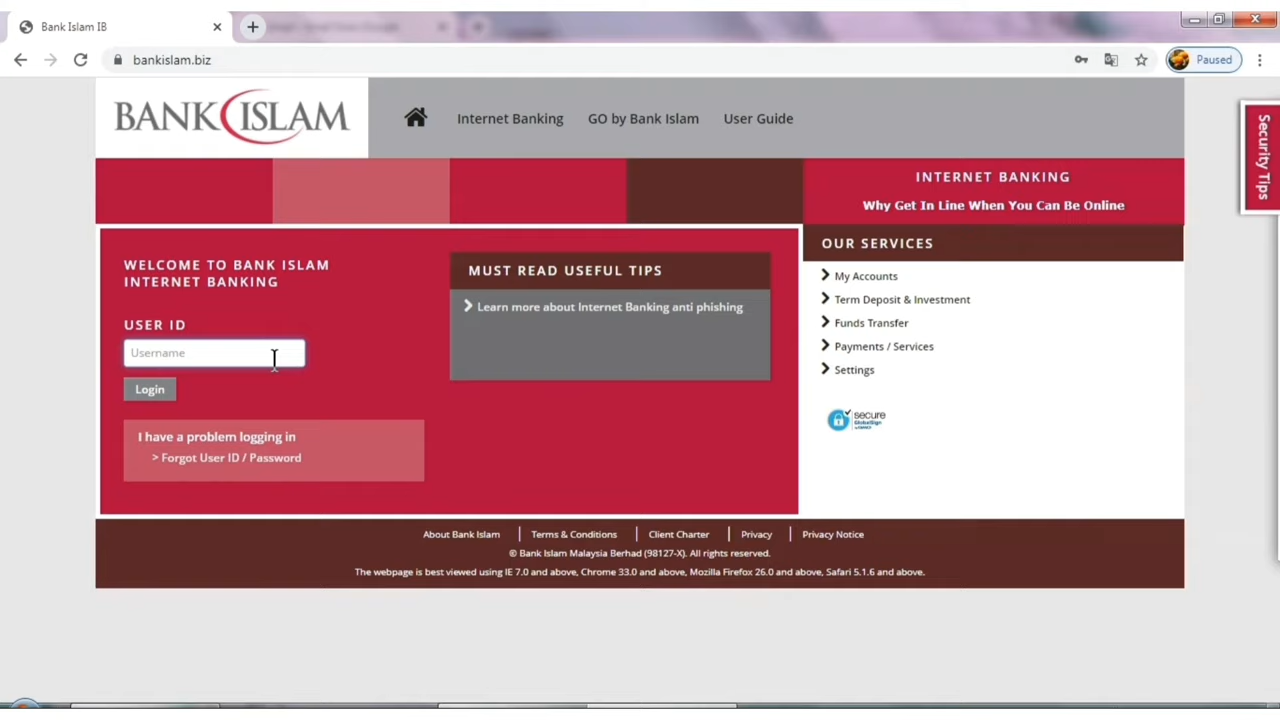 Bank Islam IB
bankislam.biz
Paused
BANK ISLAM
Internet Banking
GO by Bank Islam
User Guide
Security Tips
INTERNET BANKING
Why Get In Line When You Can Be Online
WELCOME TO BANK ISLAM
INTERNET BANKING
USER ID
Username
Login
I have a problem logging in
> Forgot User ID / Password
MUST READ USEFUL TIPS
Learn more about Internet Banking anti phishing
OUR SERVICES
My Accounts
Term Deposit & Investment
Funds Transfer
Payments / Services
Settings
secure
GlobalSign
About Bank Islam
Terms & Conditions
Client Charter
Privacy
Privacy Notice
© Bank Islam Malaysia Berhad (98127-X). All rights reserved.
The webpage is best viewed using IE 7.0 and above, Chrome 33.0 and above, Mozilla Firefox 26.0 and above, Safari 5.1.6 and above.